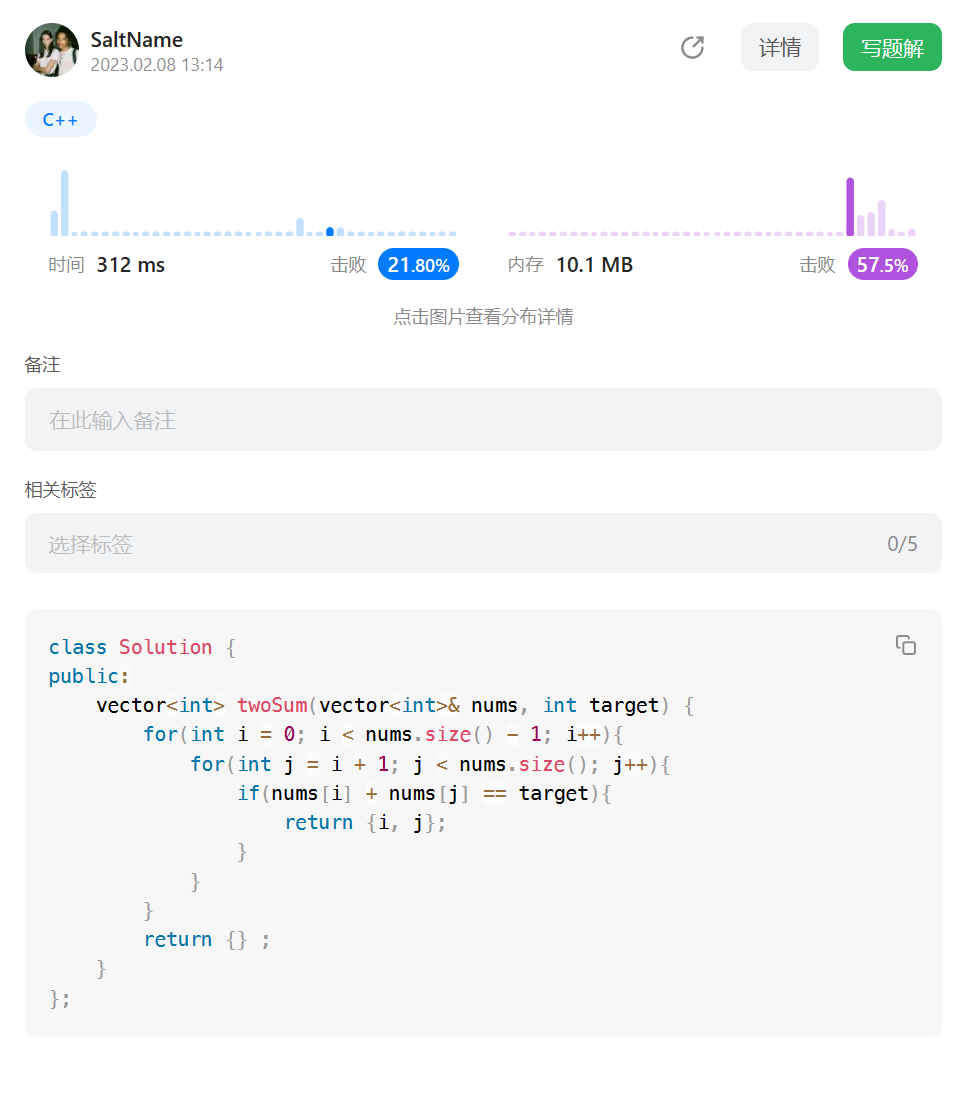 SaltName
2023.02.08 13:14
详情
写题解
C++
时间 312 ms 击败 21.80%
内存 10.1 MB 击败 57.5%
点击图片查看分布详情
备注
在此输入备注
相关标签
选择标签 0/5
class Solution {
public:
    vector<int> twoSum(vector<int>& nums, int target) {
        for(int i = 0; i < nums.size() - 1; i++){
            for(int j = i + 1; j < nums.size(); j++){
                if(nums[i] + nums[j] == target){
                    return {i, j};
                }
            }
        }
        return {} ;
    }
};